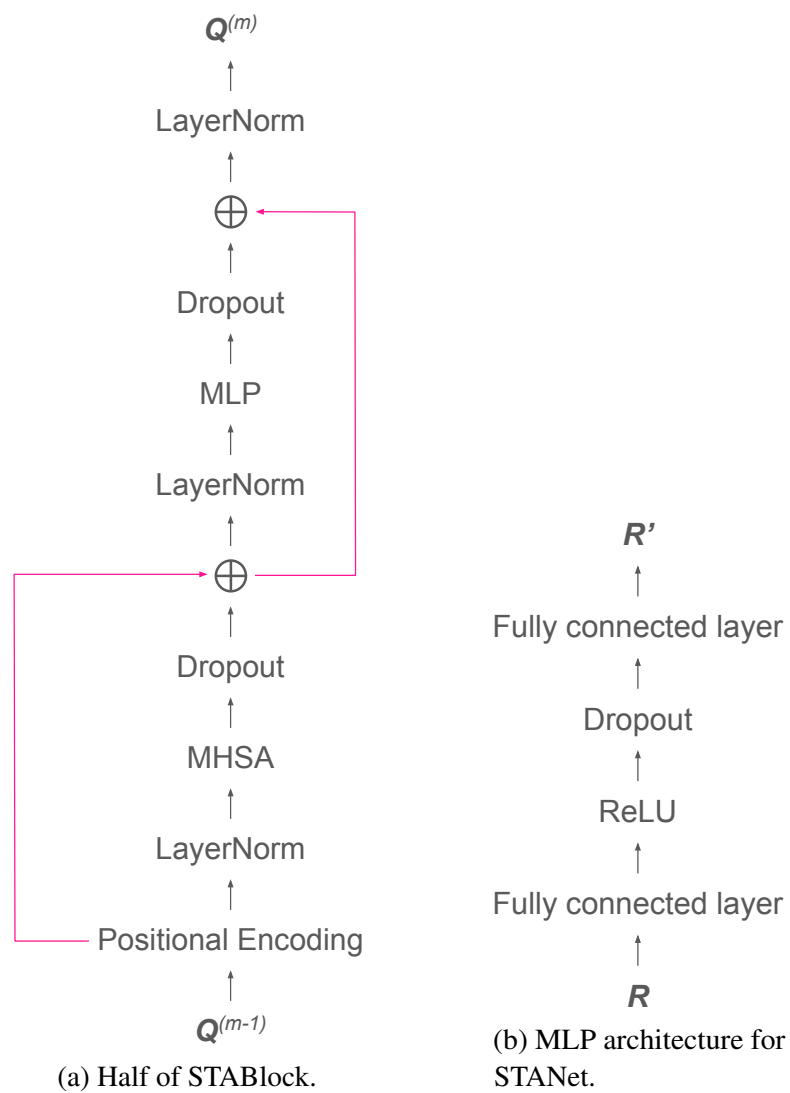 Q(m)
LayerNorm
Dropout
MLP
LayerNorm
Dropout
MHSA
LayerNorm
Positional Encoding
Q(m-1)
(a) Half of STABlock.
R’
Fully connected layer
Dropout
ReLU
Fully connected layer
R
(b) MLP architecture for
STANet.